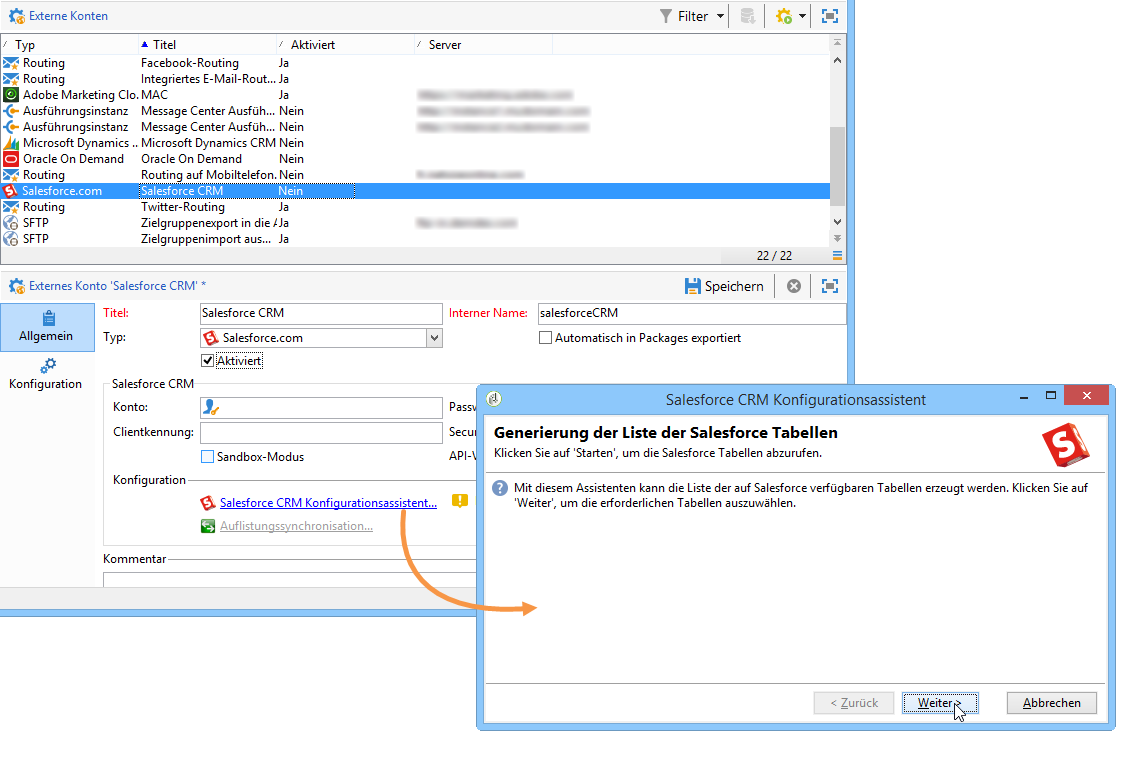 Externe Konten
Filter
Typ Titel Aktiviert Server
Routing Facebook-Routing Ja
Routing Integriertes E-Mail-Rout... Ja
Adobe Marketing Clo. MAC Ja
Ausführungsinstanz Message Center Ausfüh... Nein
Ausführungsinstanz Message Center Ausfüh... Nein
Microsoft Dynamics ... Microsoft Dynamics CRM Nein
Oracle On Demand Oracle On Demand Nein
Routing Routing auf Mobiltelefon. Nein
Salesforce.com Salesforce CRM Nein
Routing Twitter-Routing Ja
SFTP Zielgruppenexport in die Ja
SFTP Zielgruppenimport aus... Ja
22 / 22
Externes Konto 'Salesforce CRM' *
Speichern
Allgemein
Konfiguration
Titel: Salesforce CRM Interner Name: salesforceCRM
Typ: Salesforce.com Automatisch in Packages exportiert
Aktiviert
Salesforce CRM
Konto: Passw
Clientkennung: Secu
Sandbox-Modus API-V
Konfiguration
Salesforce CRM Konfigurationsassistent...
Auflistungssynchronisation...
Kommentar
Salesforce CRM Konfigurationsassistent
Generierung der Liste der Salesforce Tabellen
Klicken Sie auf 'Starten', um die Salesforce Tabellen abzurufen.
Mit diesem Assistenten kann die Liste der auf Salesforce verfügbaren Tabellen erzeugt werden. Klicken Sie auf
'Weiter', um die erforderlichen Tabellen auszuwählen.
< Zurück Weiter > Abbrechen